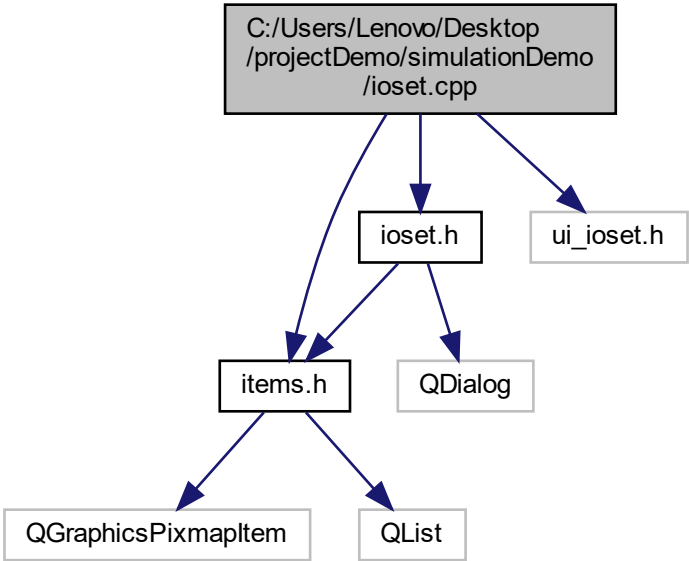 C:/Users/Lenovo/Desktop
/projectDemo/simulationDemo
/ioset.cpp
ioset.h
ui_ioset.h
items.h
QDialog
QGraphicsPixmapItem
QList